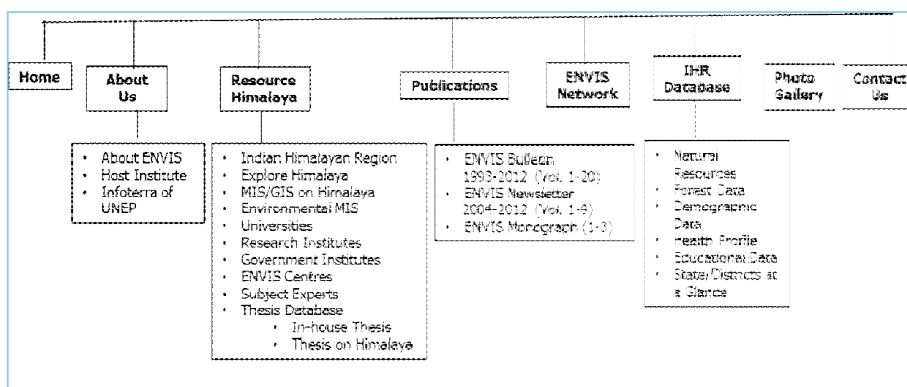 Home
About
Us
Resource
Himalaya
Publications
ENVIS
Network
IHR
Database
Photo
Gallery
Contact
Us
• About ENVIS
• Host Institute
• Infoterra of
UNEP
• Indian Himalayan Region
• Explore Himalaya
• MIS/GIS on Himalaya
• Environmental MIS
• Universities
• Research Institutes
• Government Institutes
• ENVIS Centres
• Subject Experts
• Thesis Database
• In-house Thesis
• Thesis on Himalaya
• ENVIS Bulletin
1993-2012 (Vol. 1-20)
• ENVIS Newsletter
2004-2012 (Vol. 1-9)
• ENVIS Monograph (1-3)
• Natural
Resources
• Forest Data
• Demographic
Data
• Health Profile
• Educational Data
• State/Districts at
a Glance